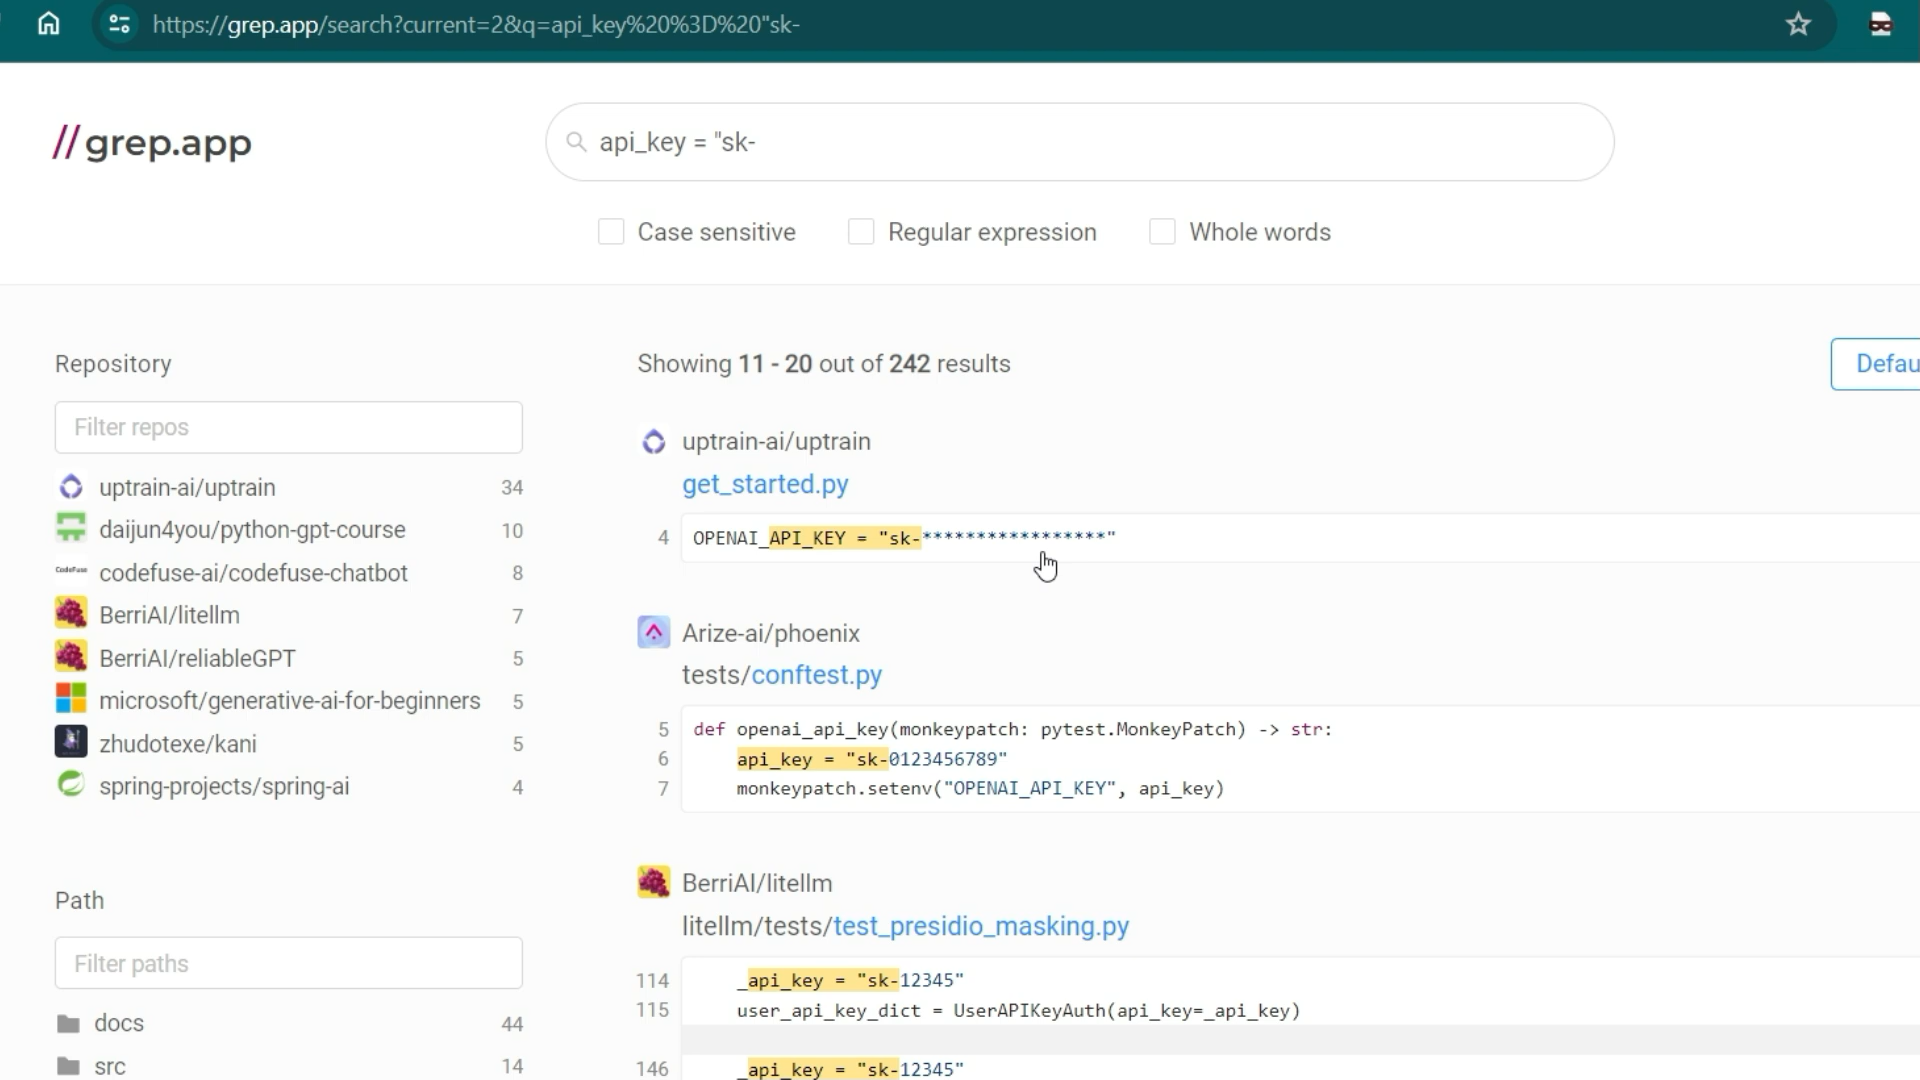 https://grep.app/search?current=2&q=api_key%20%3D%20"sk-
//grep.app
api_key = "sk-
Case sensitive
Regular expression
Whole words
Repository
Filter repos
uptrain-ai/uptrain 34
daijun4you/python-gpt-course 10
CodeFuse codefuse-ai/codefuse-chatbot 8
BerriAI/litellm 7
BerriAI/reliableGPT 5
microsoft/generative-ai-for-beginners 5
zhudotexe/kani 5
spring-projects/spring-ai 4
Path
Filter paths
docs 44
src 14
Showing 11 - 20 out of 242 results
Defau
uptrain-ai/uptrain
get_started.py
4 OPENAI_API_KEY = "sk-*****************"
Arize-ai/phoenix
tests/conftest.py
5 def openai_api_key(monkeypatch: pytest.MonkeyPatch) -> str:
6 api_key = "sk-0123456789"
7 monkeypatch.setenv("OPENAI_API_KEY", api_key)
BerriAI/litellm
litellm/tests/test_presidio_masking.py
114 _api_key = "sk-12345"
115 user_api_key_dict = UserAPIKeyAuth(api_key=_api_key)
146 _api_key = "sk-12345"